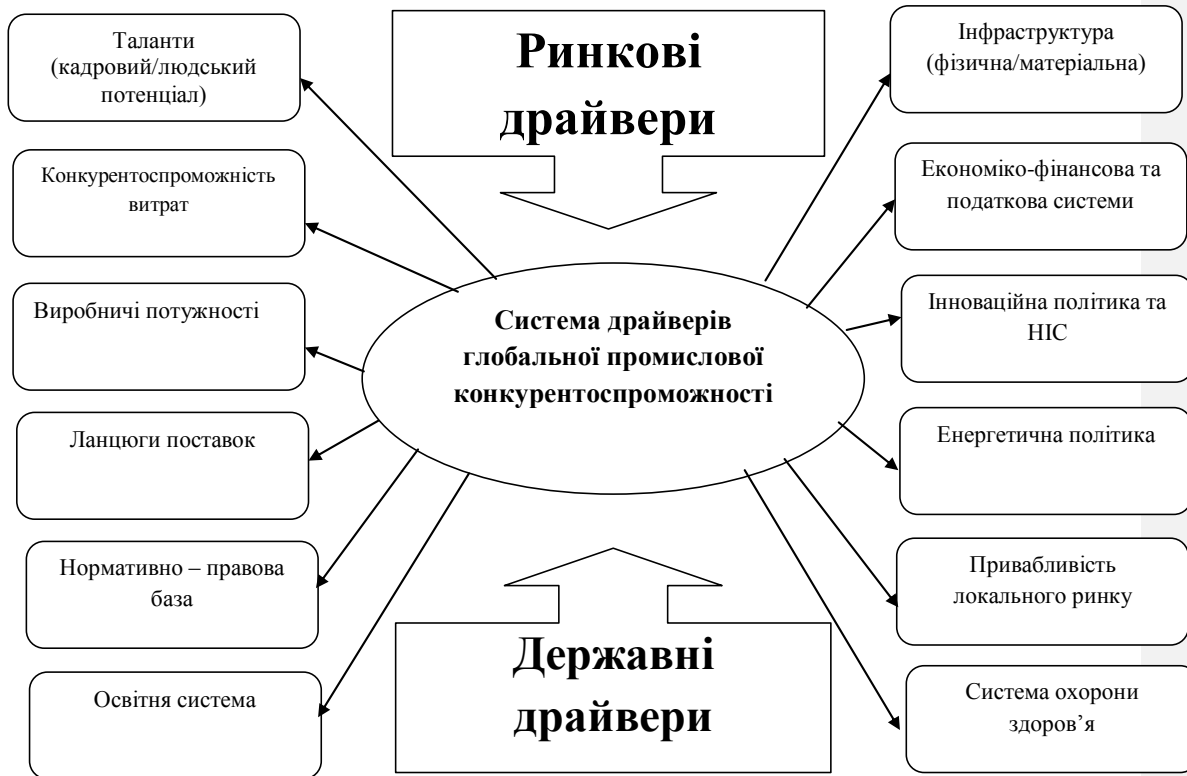 Таланти
(кадровий/людський
потенціал)
Конкурентоспроможність
витрат
Виробничі потужності
Ланцюги поставок
Нормативно – правова
база
Освітня система
Ринкові
драйвери
Система драйверів
глобальної промислової
конкурентоспроможності
Державні
драйвери
Інфраструктура
(фізична/матеріальна)
Економіко-фінансова та
податкова системи
Інноваційна політика та
НІС
Енергетична політика
Привабливість
локального ринку
Система охорони
здоров’я